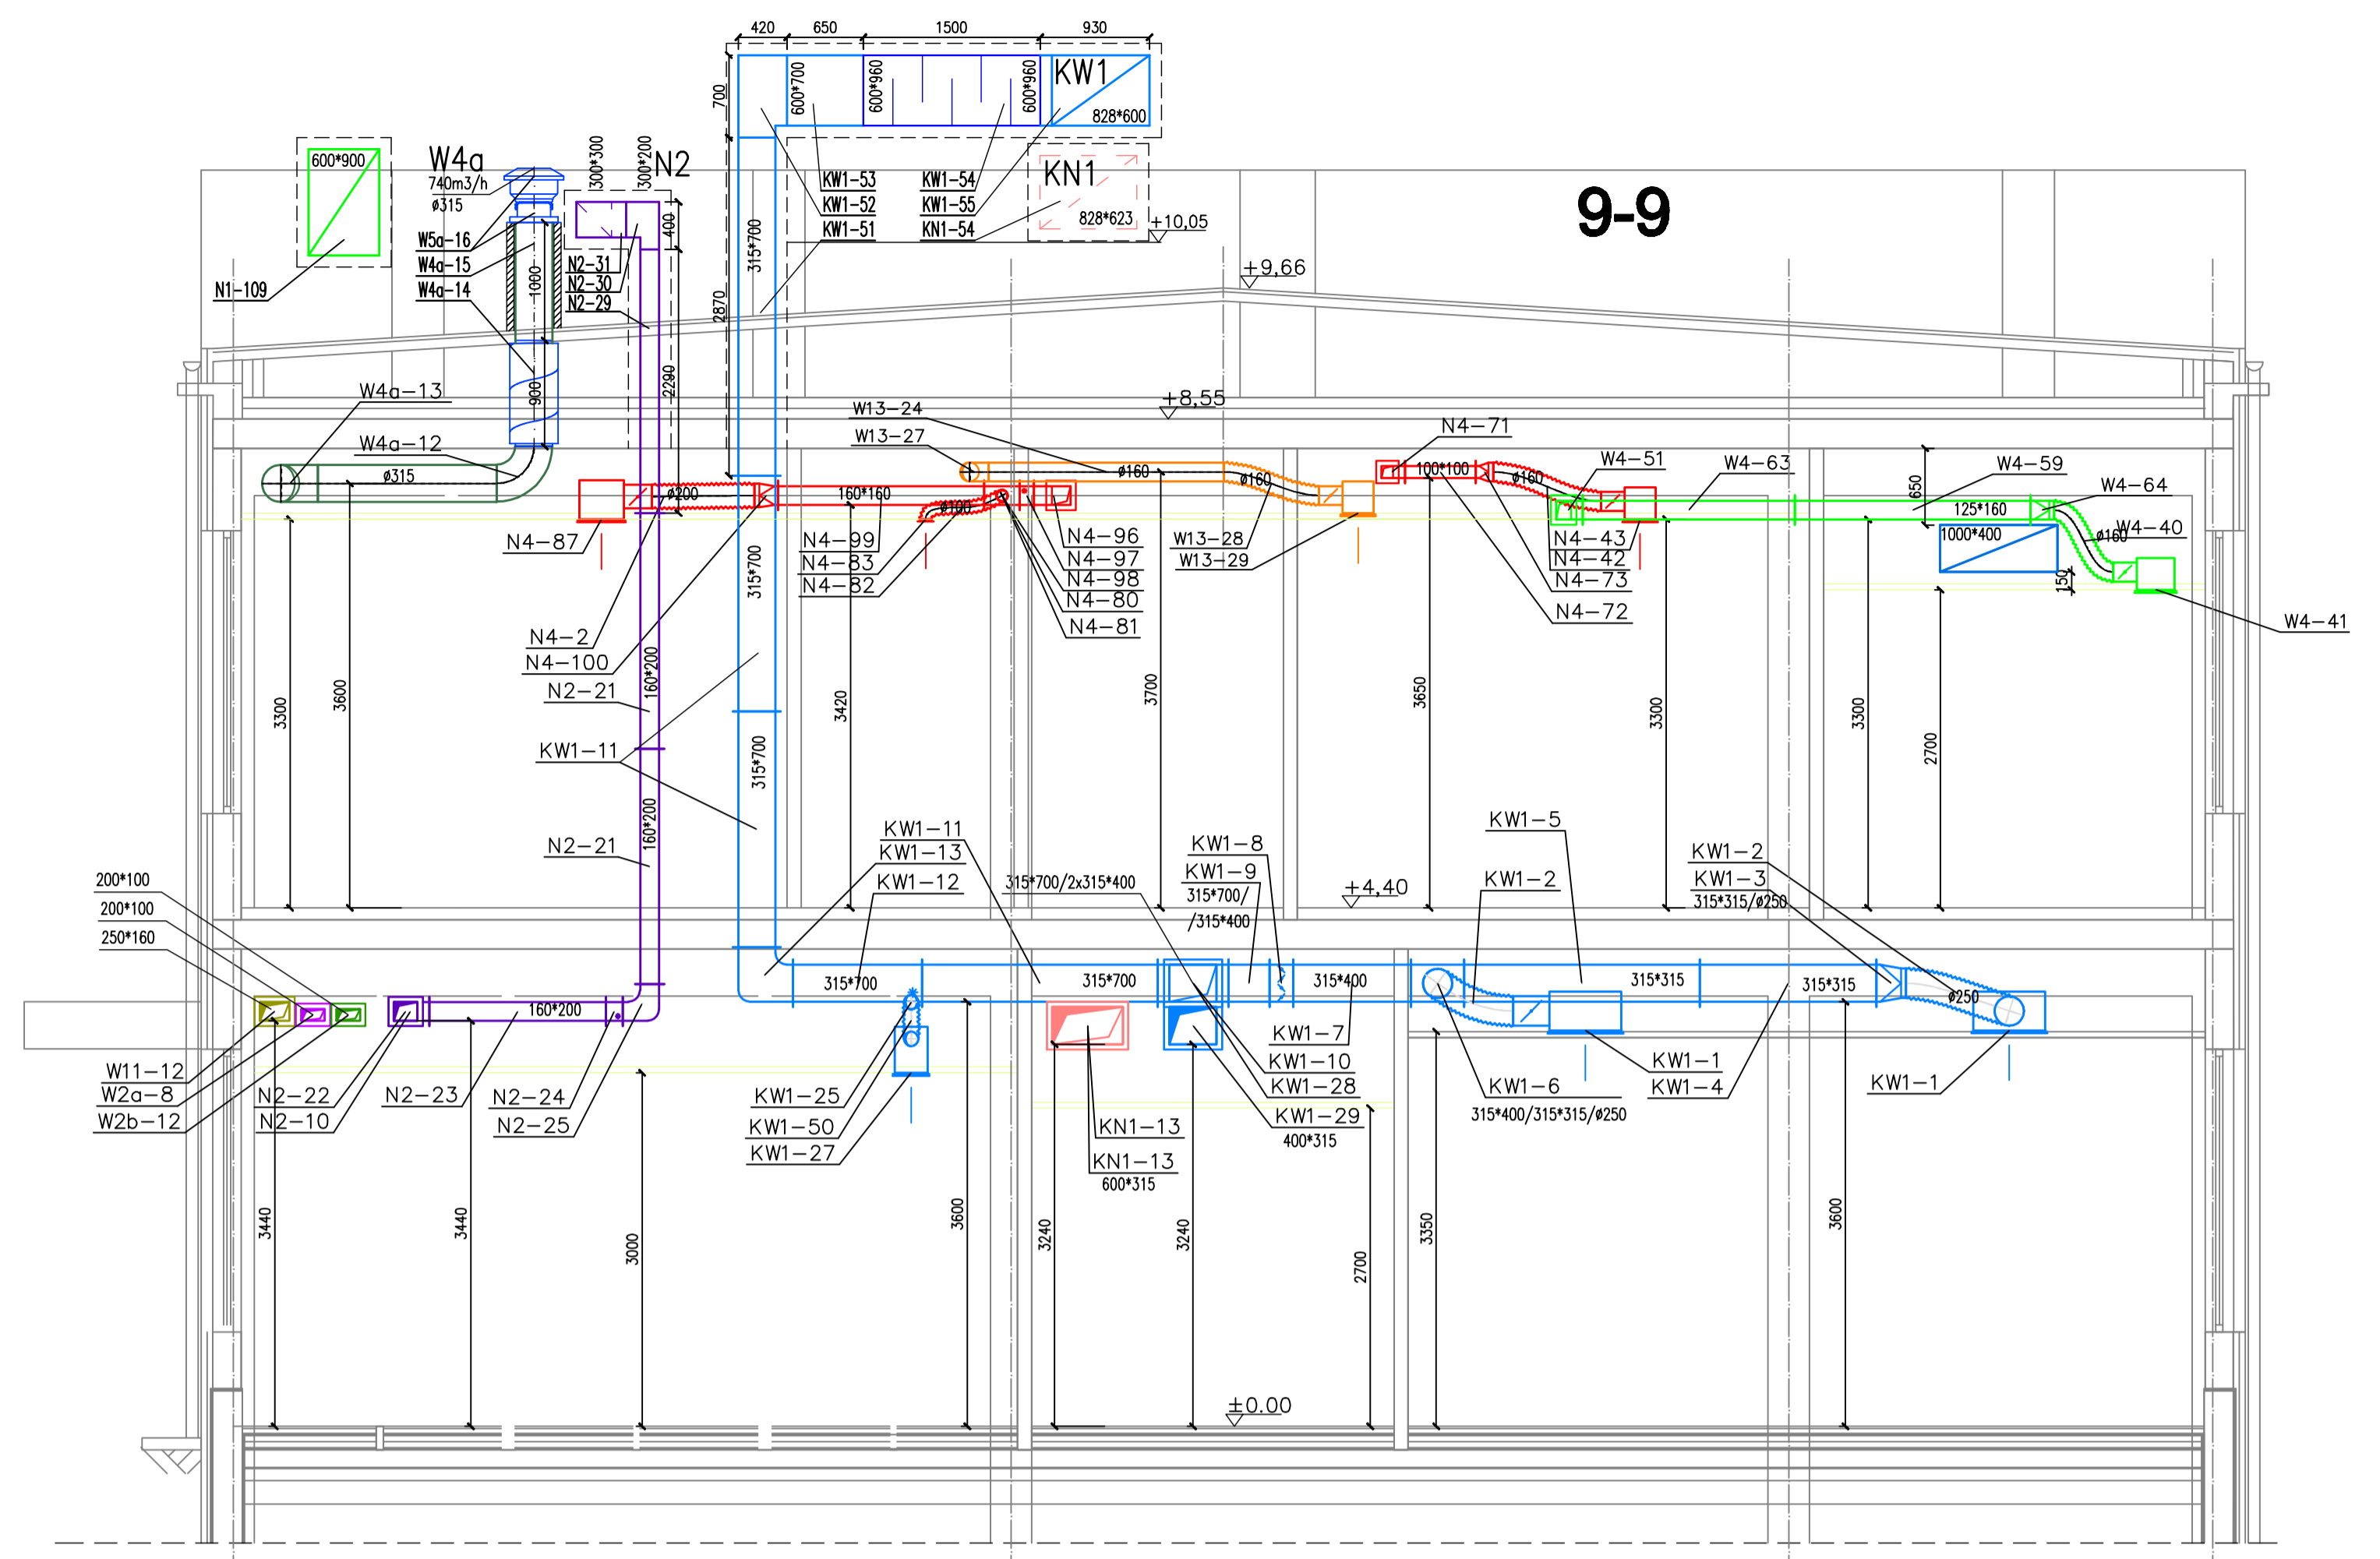 420
650
1500
930
700
600*700
600*960
600*960
KW1
828*600
600*900
W4a
740m3/h
ø315
300*300
300*200
N2
KW1-53
KW1-52
KW1-51
KW1-54
KW1-55
KN1-54
KN1
828*623
+10,05
9-9
W5a-16
W4a-15
W4a-14
1000
400
N2-31
N2-30
N2-29
315*700
2870
N1-109
+9,66
900
2290
W4a-13
W4a-12
ø315
W13-24
W13-27
+8,55
N4-71
W4-51
W4-63
W4-59
650
W4-64
ø200
160*160
ø100
ø160
ø160
100*100
ø160
125*160
1000*400
ø160
W4-40
150
N4-87
N4-99
N4-83
N4-82
N4-96
N4-97
N4-98
N4-80
N4-81
W13-28
W13-29
N4-43
N4-42
N4-73
N4-72
W4-41
315*700
N4-2
N4-100
N2-21
160*200
3300
3600
3420
3700
3650
3300
3300
2700
KW1-11
315*700
N2-21
160*200
200*100
200*100
250*160
KW1-11
KW1-13
KW1-12
315*700/2x315*400
KW1-8
KW1-9
315*700/
/315*400
+4,40
KW1-5
KW1-2
KW1-2
KW1-3
315*315/ø250
315*700
315*700
315*400
315*315
315*315
ø250
160*200
W11-12
W2a-8
W2b-12
N2-22
N2-10
N2-23
N2-24
N2-25
KW1-25
KW1-50
KW1-27
KW1-7
KW1-10
KW1-28
KW1-29
400*315
KN1-13
KN1-13
600*315
KW1-6
315*400/315*315/ø250
KW1-1
KW1-4
KW1-1
3440
3440
3000
3600
3240
3240
2700
3350
3600
±0.00